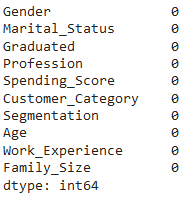 Gender 0
Marital_Status 0
Graduated 0
Profession 0
Spending_Score 0
Customer_Category 0
Segmentation 0
Age 0
Work_Experience 0
Family_Size 0
dtype: int64